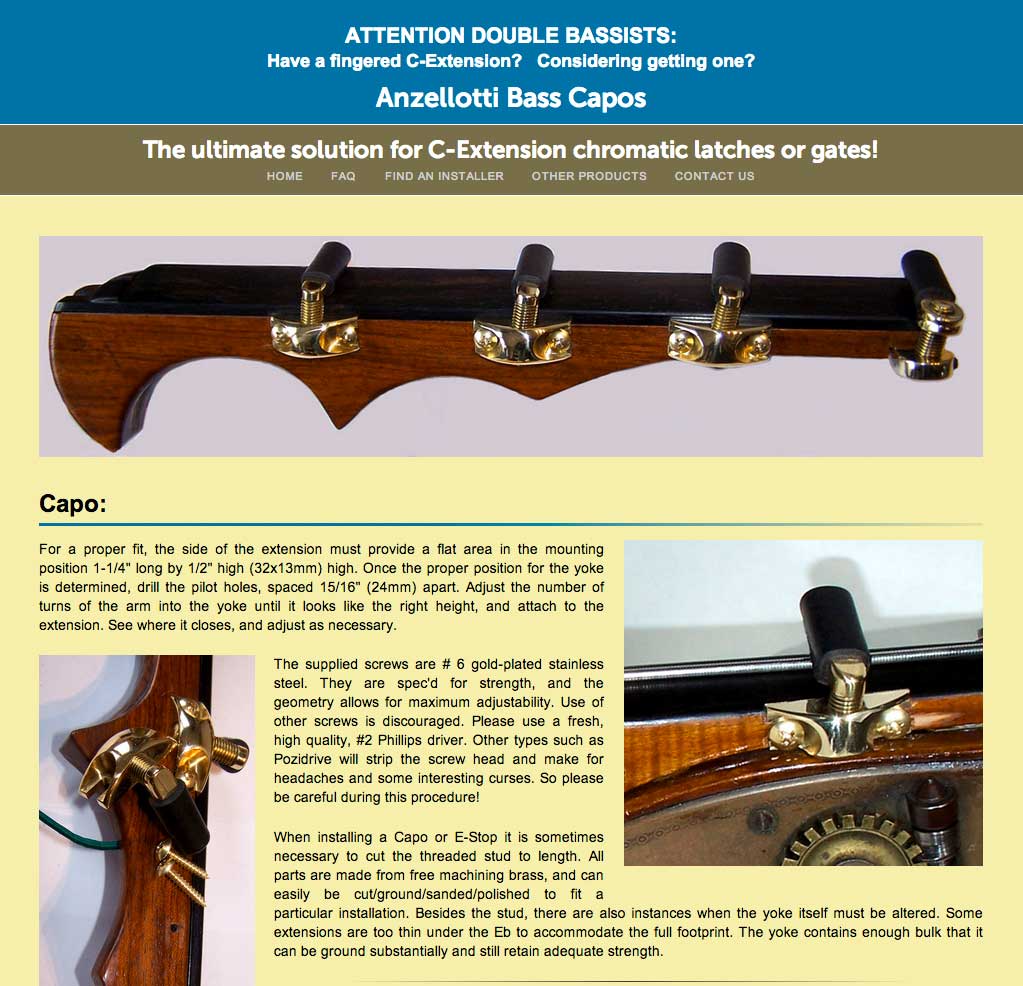 ATTENTION DOUBLE BASSISTS:
Have a fingered C-Extension?   Considering getting one?
Anzellotti Bass Capos
The ultimate solution for C-Extension chromatic latches or gates!
HOME FAQ FIND AN INSTALLER OTHER PRODUCTS CONTACT US
Capo:
For a proper fit, the side of the extension must provide a flat area in the mounting
position 1-1/4" long by 1/2" high (32x13mm) high. Once the proper position for the yoke
is determined, drill the pilot holes, spaced 15/16" (24mm) apart. Adjust the number of
turns of the arm into the yoke until it looks like the right height, and attach to the
extension. See where it closes, and adjust as necessary.
The supplied screws are # 6 gold-plated stainless
steel. They are spec'd for strength, and the
geometry allows for maximum adjustability. Use of
other screws is discouraged. Please use a fresh,
high quality, #2 Phillips driver. Other types such as
Pozidrive will strip the screw head and make for
headaches and some interesting curses. So please
be careful during this procedure!
When installing a Capo or E-Stop it is sometimes
necessary to cut the threaded stud to length. All
parts are made from free machining brass, and can
easily be cut/ground/sanded/polished to fit a
particular installation. Besides the stud, there are also instances when the yoke itself must be altered. Some
extensions are too thin under the Eb to accommodate the full footprint. The yoke contains enough bulk that it
can be ground substantially and still retain adequate strength.